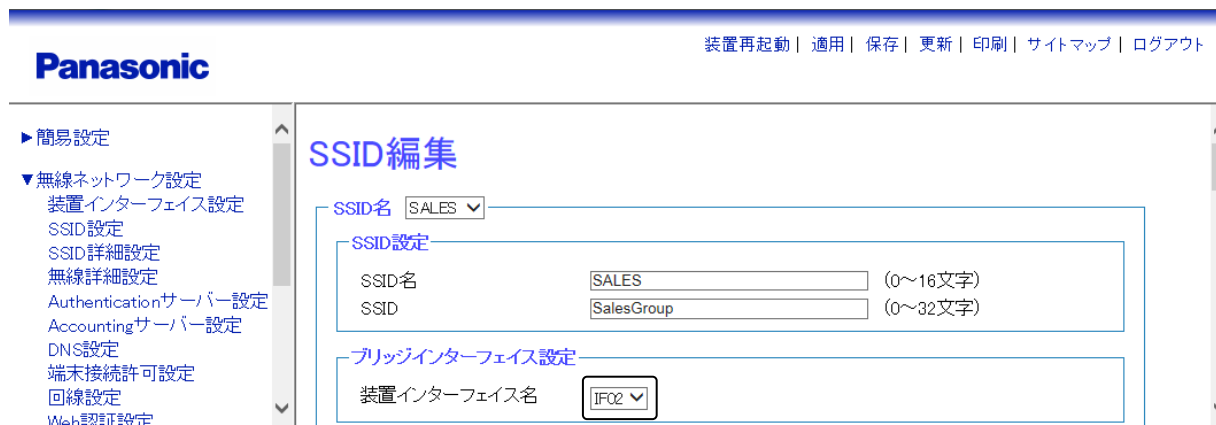 装置再起動| 適用| 保存| 更新| 印刷| サイトマップ| ログアウト
Panasonic
▶簡易設定
▼無線ネットワーク設定
装置インターフェイス設定
SSID設定
SSID詳細設定
無線詳細設定
Authenticationサーバー設定
Accountingサーバー設定
DNS設定
端末接続許可設定
回線設定
Web認証設定
SSID編集
SSID名 SALES
SSID設定
SSID名 SALES (0～16文字)
SSID SalesGroup (0～32文字)
ブリッジインターフェイス設定
装置インターフェイス名 IF02